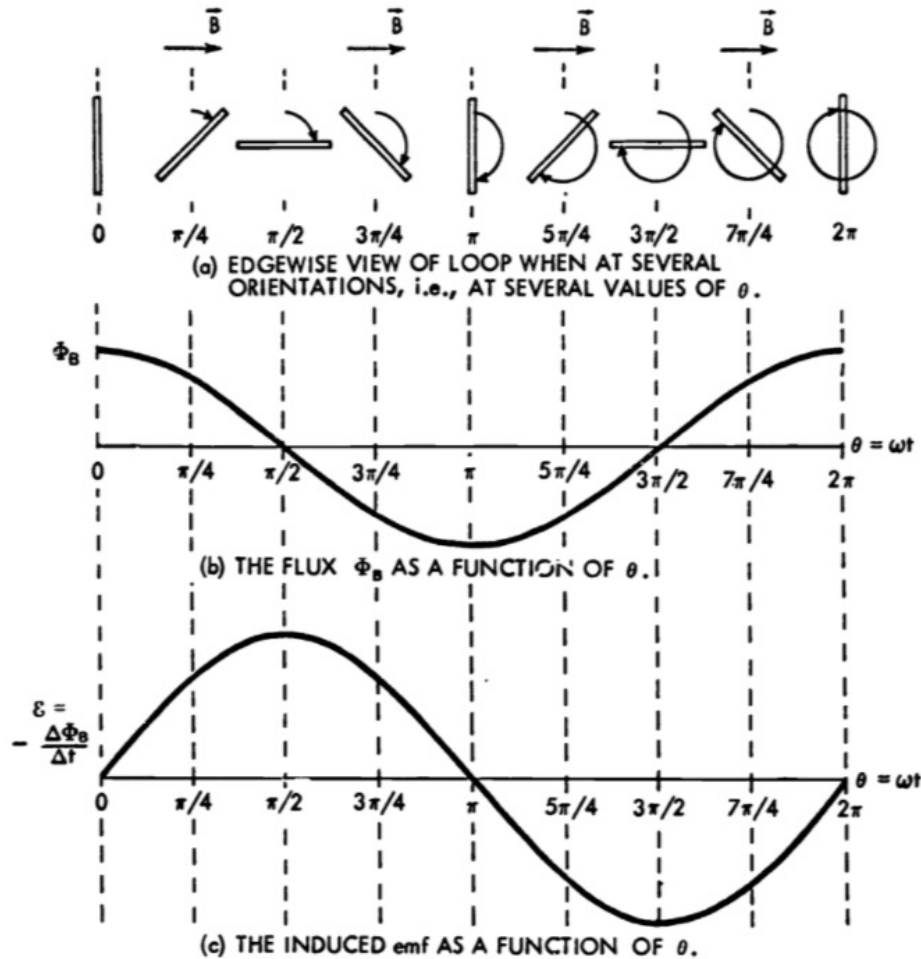 B B B B
0 π/4 π/2 3π/4 π 5π/4 3π/2 7π/4 2π
(a) EDGEWISE VIEW OF LOOP WHEN AT SEVERAL
ORIENTATIONS, i.e., AT SEVERAL VALUES OF θ.
Φ_B
θ = ωt
0 π/4 π/2 3π/4 π 5π/4 3π/2 7π/4 2π
(b) THE FLUX Φ_B AS A FUNCTION OF θ.
ε =
- ΔΦ_B
Δt
θ = ωt
0 π/4 π/2 3π/4 π 5π/4 3π/2 7π/4 2π
(c) THE INDUCED emf AS A FUNCTION OF θ.